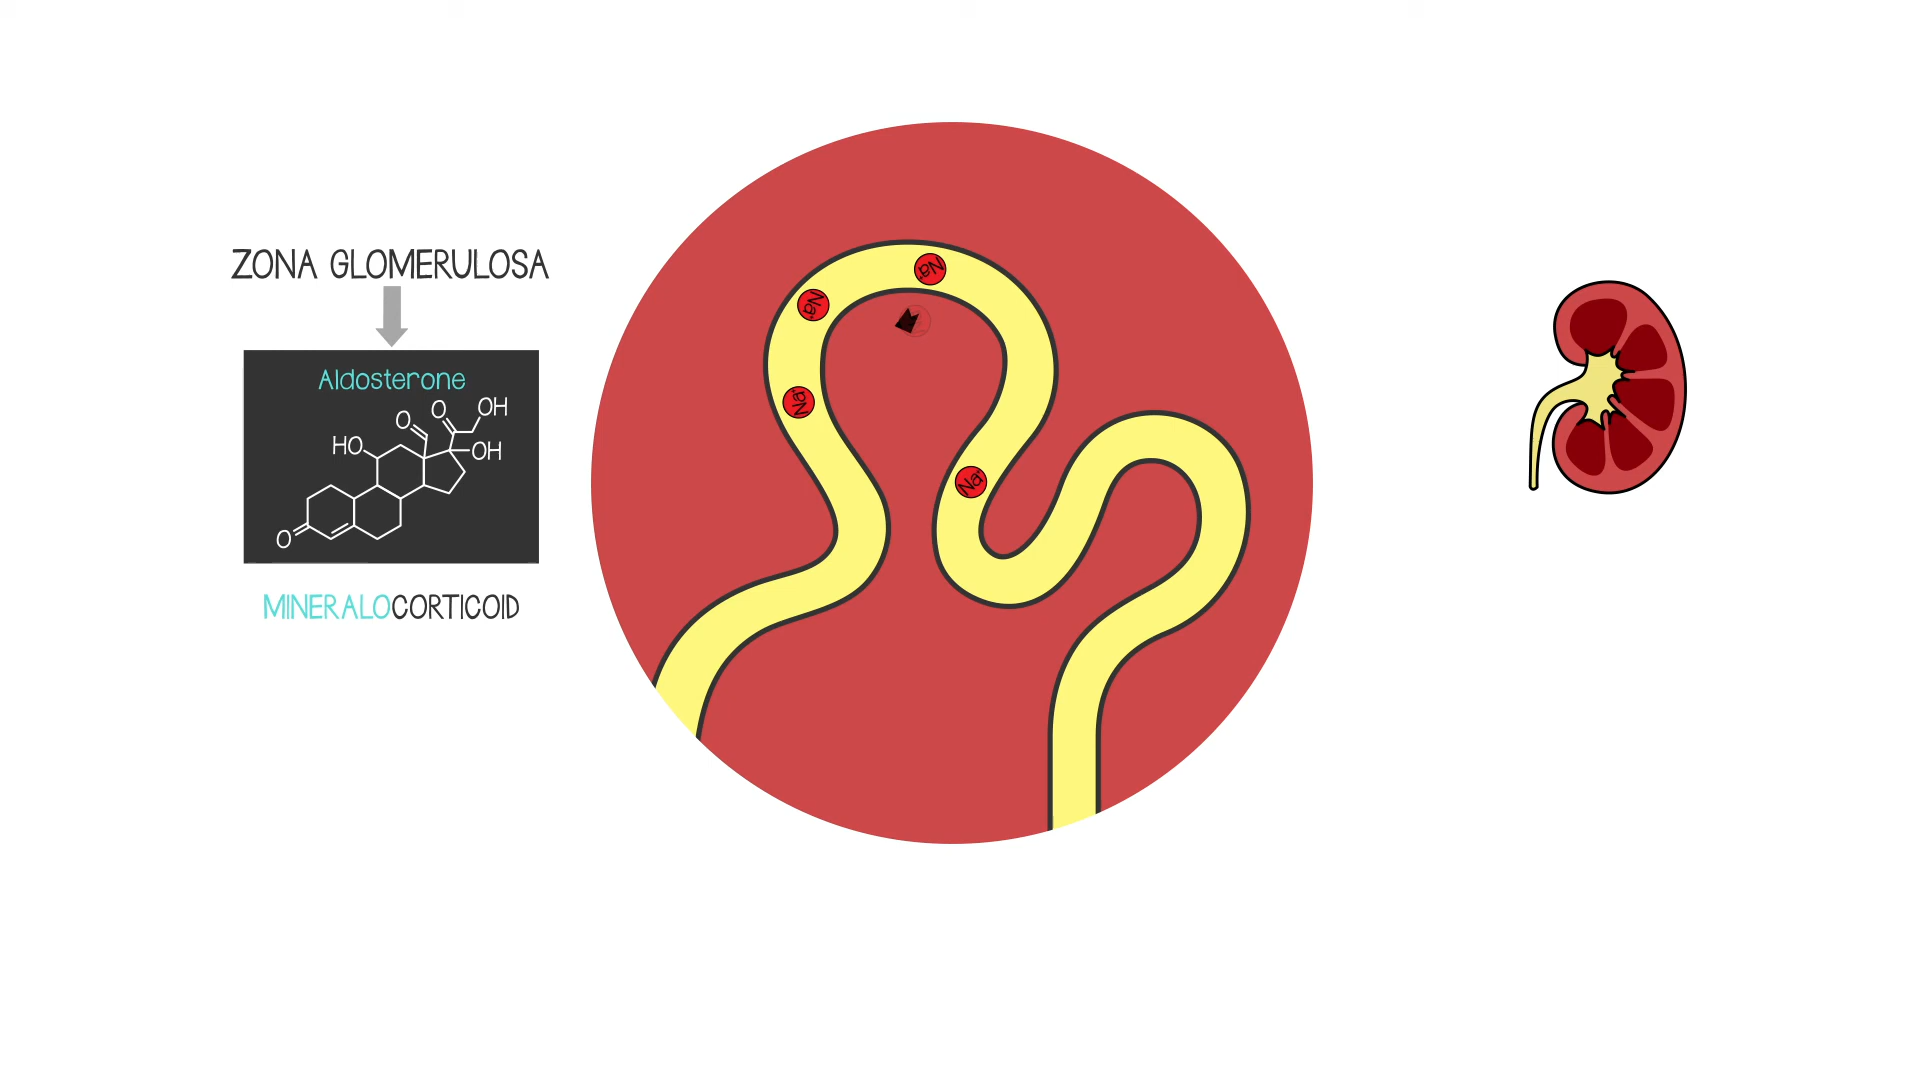 ZONA GLOMERULOSA
Aldosterone
O
O
OH
HO
OH
O
MINERALOCORTICOID
Na⁺
Na⁺
Na⁺
Na⁺